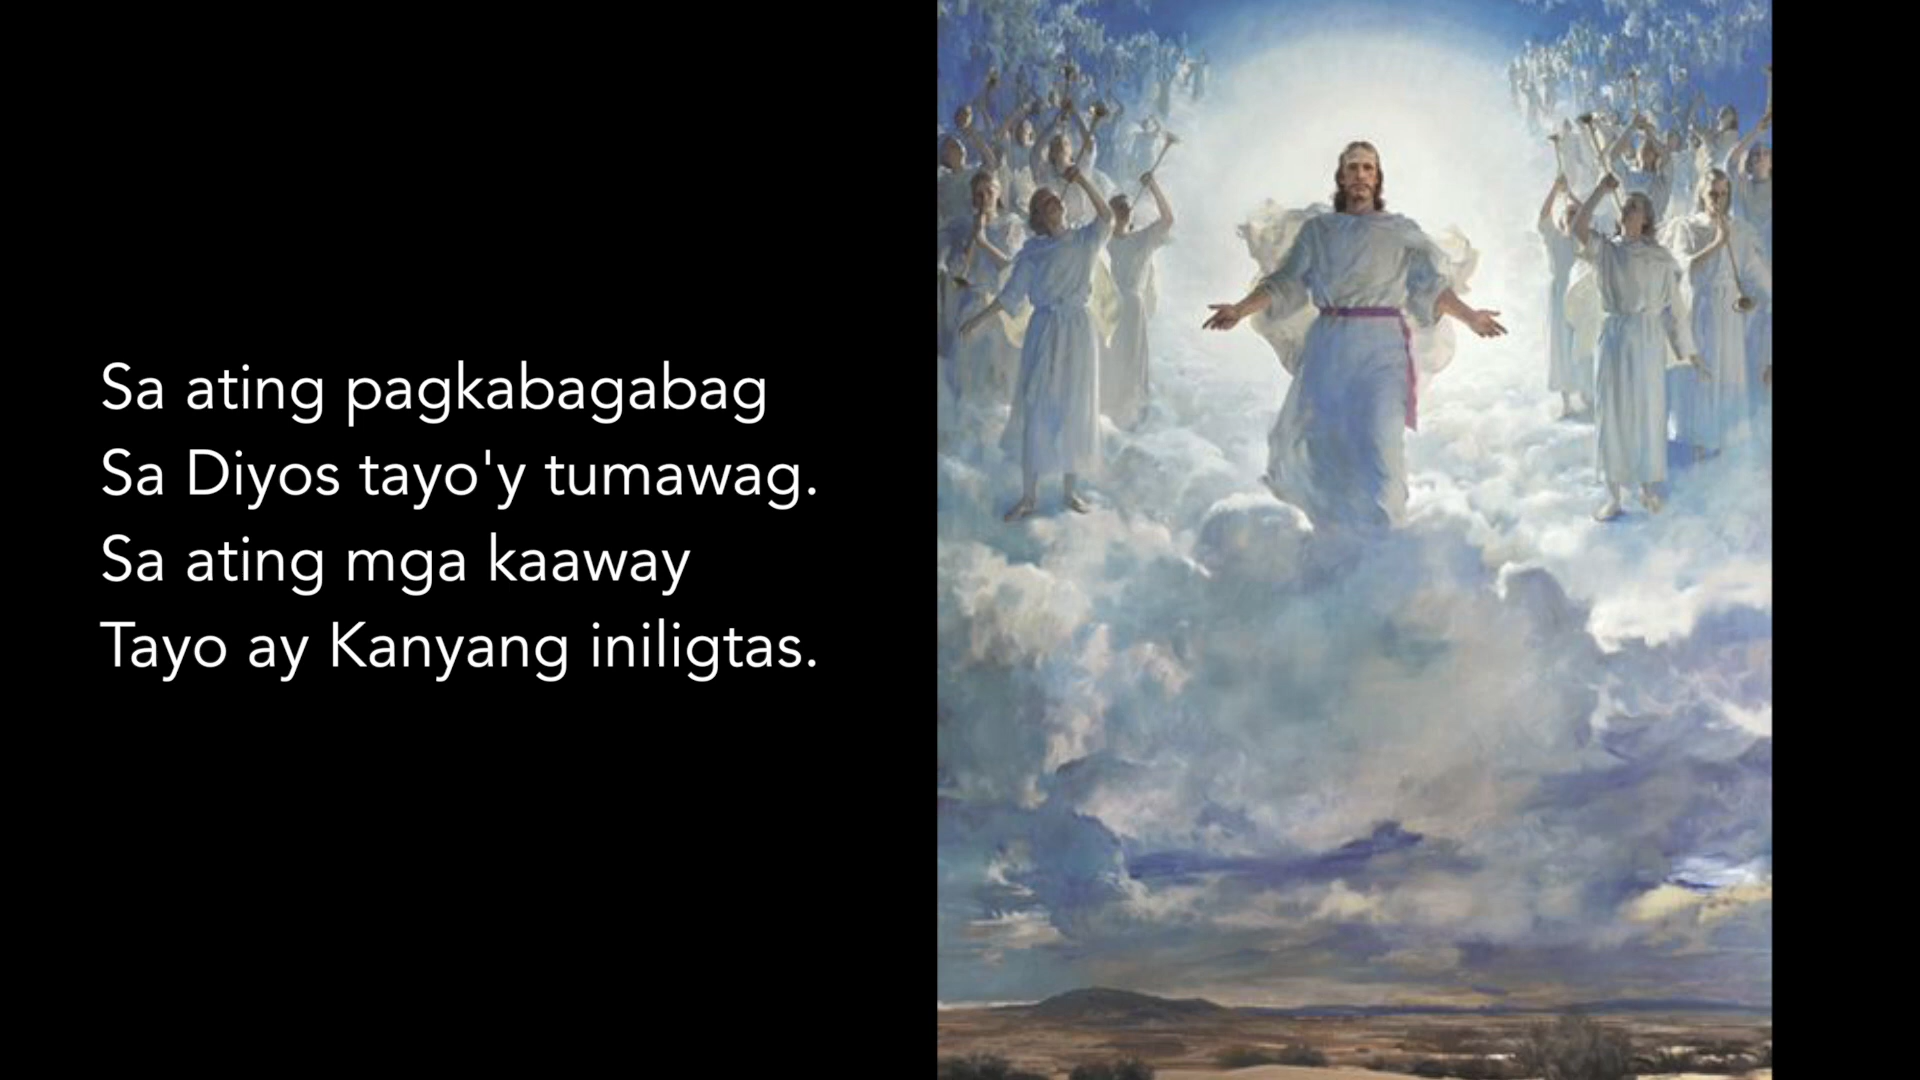 Sa ating pagkabagabag
Sa Diyos tayo'y tumawag.
Sa ating mga kaaway
Tayo ay Kanyang iniligtas.